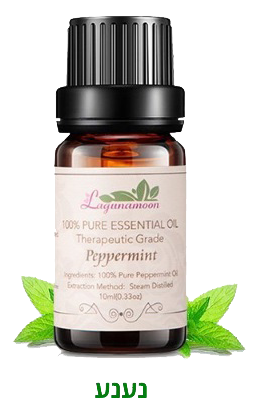 Lagunamoon
100% PURE ESSENTIAL OIL
Therapeutic Grade
Peppermint
Ingredients: 100% Pure Peppermint Oil
Extraction Method: Steam Distilled
10ml(0.33oz)
נענע